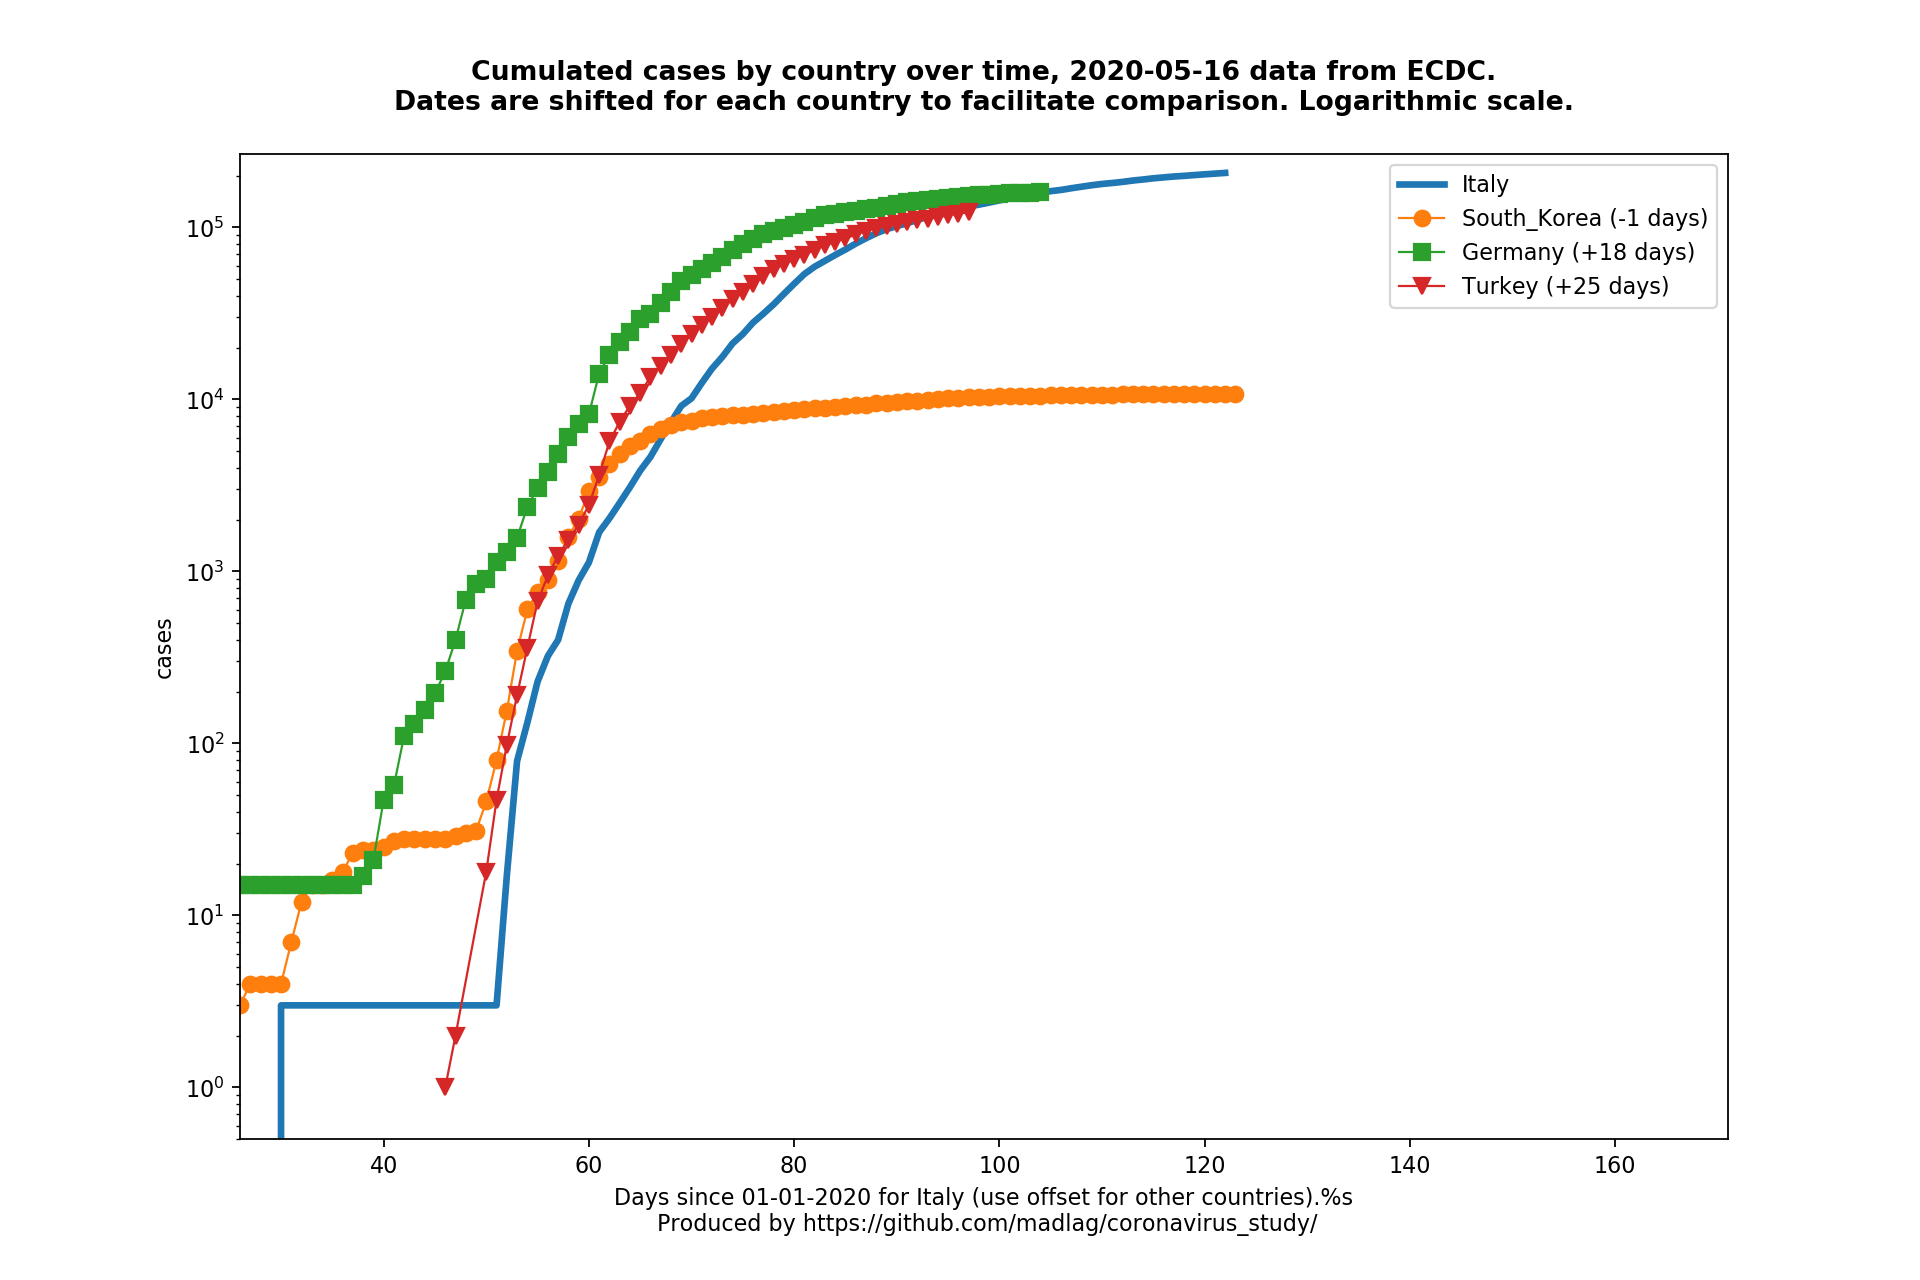 Cumulated cases by country over time, 2020-05-16 data from ECDC.
Dates are shifted for each country to facilitate comparison. Logarithmic scale.
Italy
South_Korea (-1 days)
Germany (+18 days)
Turkey (+25 days)
10^5
10^4
10^3
10^2
10^1
10^0
cases
40 60 80 100 120 140 160
Days since 01-01-2020 for Italy (use offset for other countries).%s
Produced by https://github.com/madlag/coronavirus_study/